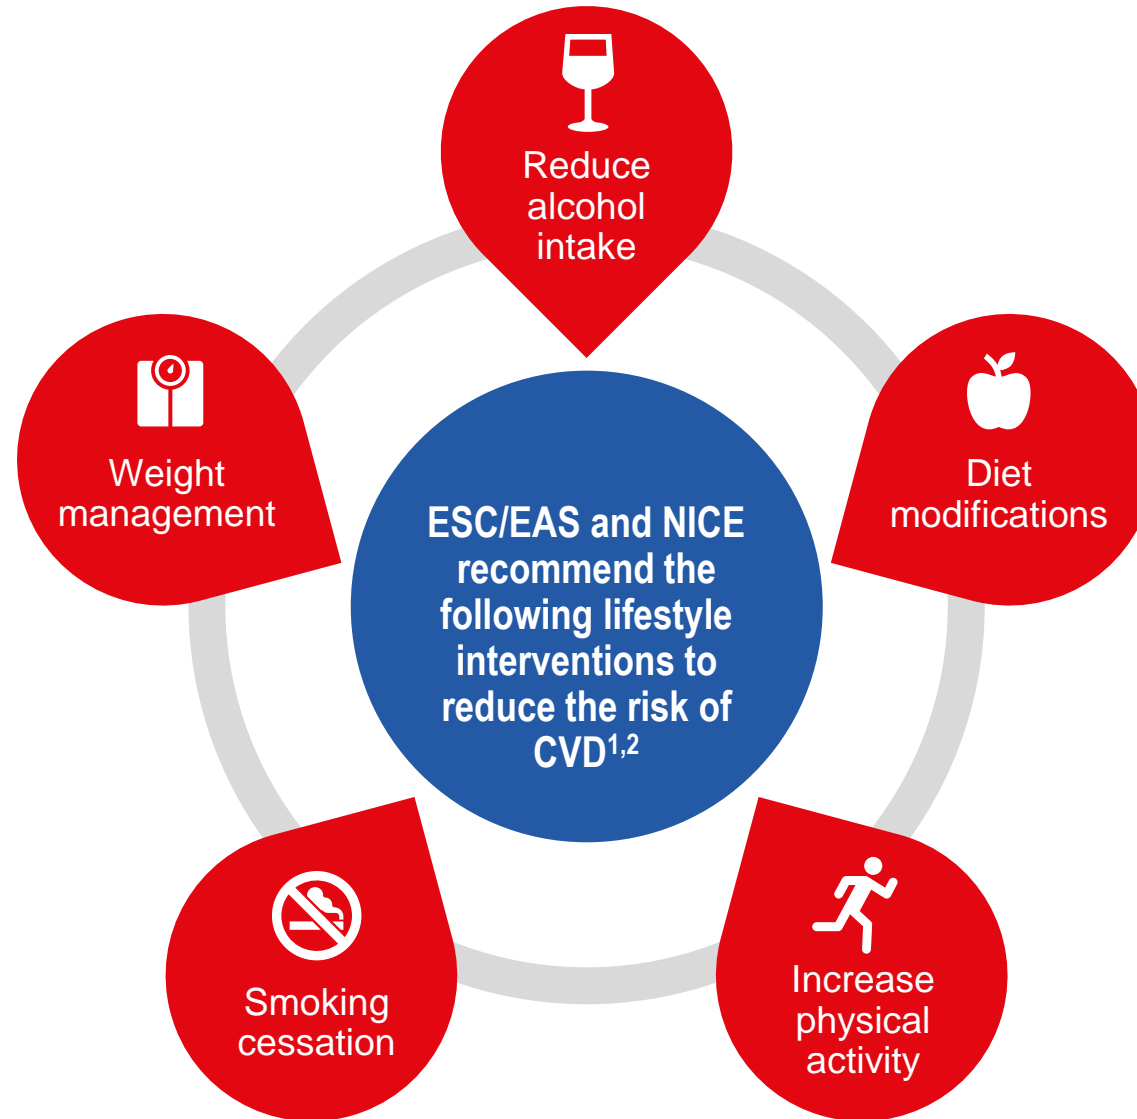 Reduce
alcohol
intake
Weight
management
Diet
modifications
ESC/EAS and NICE
recommend the
following lifestyle
interventions to
reduce the risk of
CVD1,2
Smoking
cessation
Increase
physical
activity